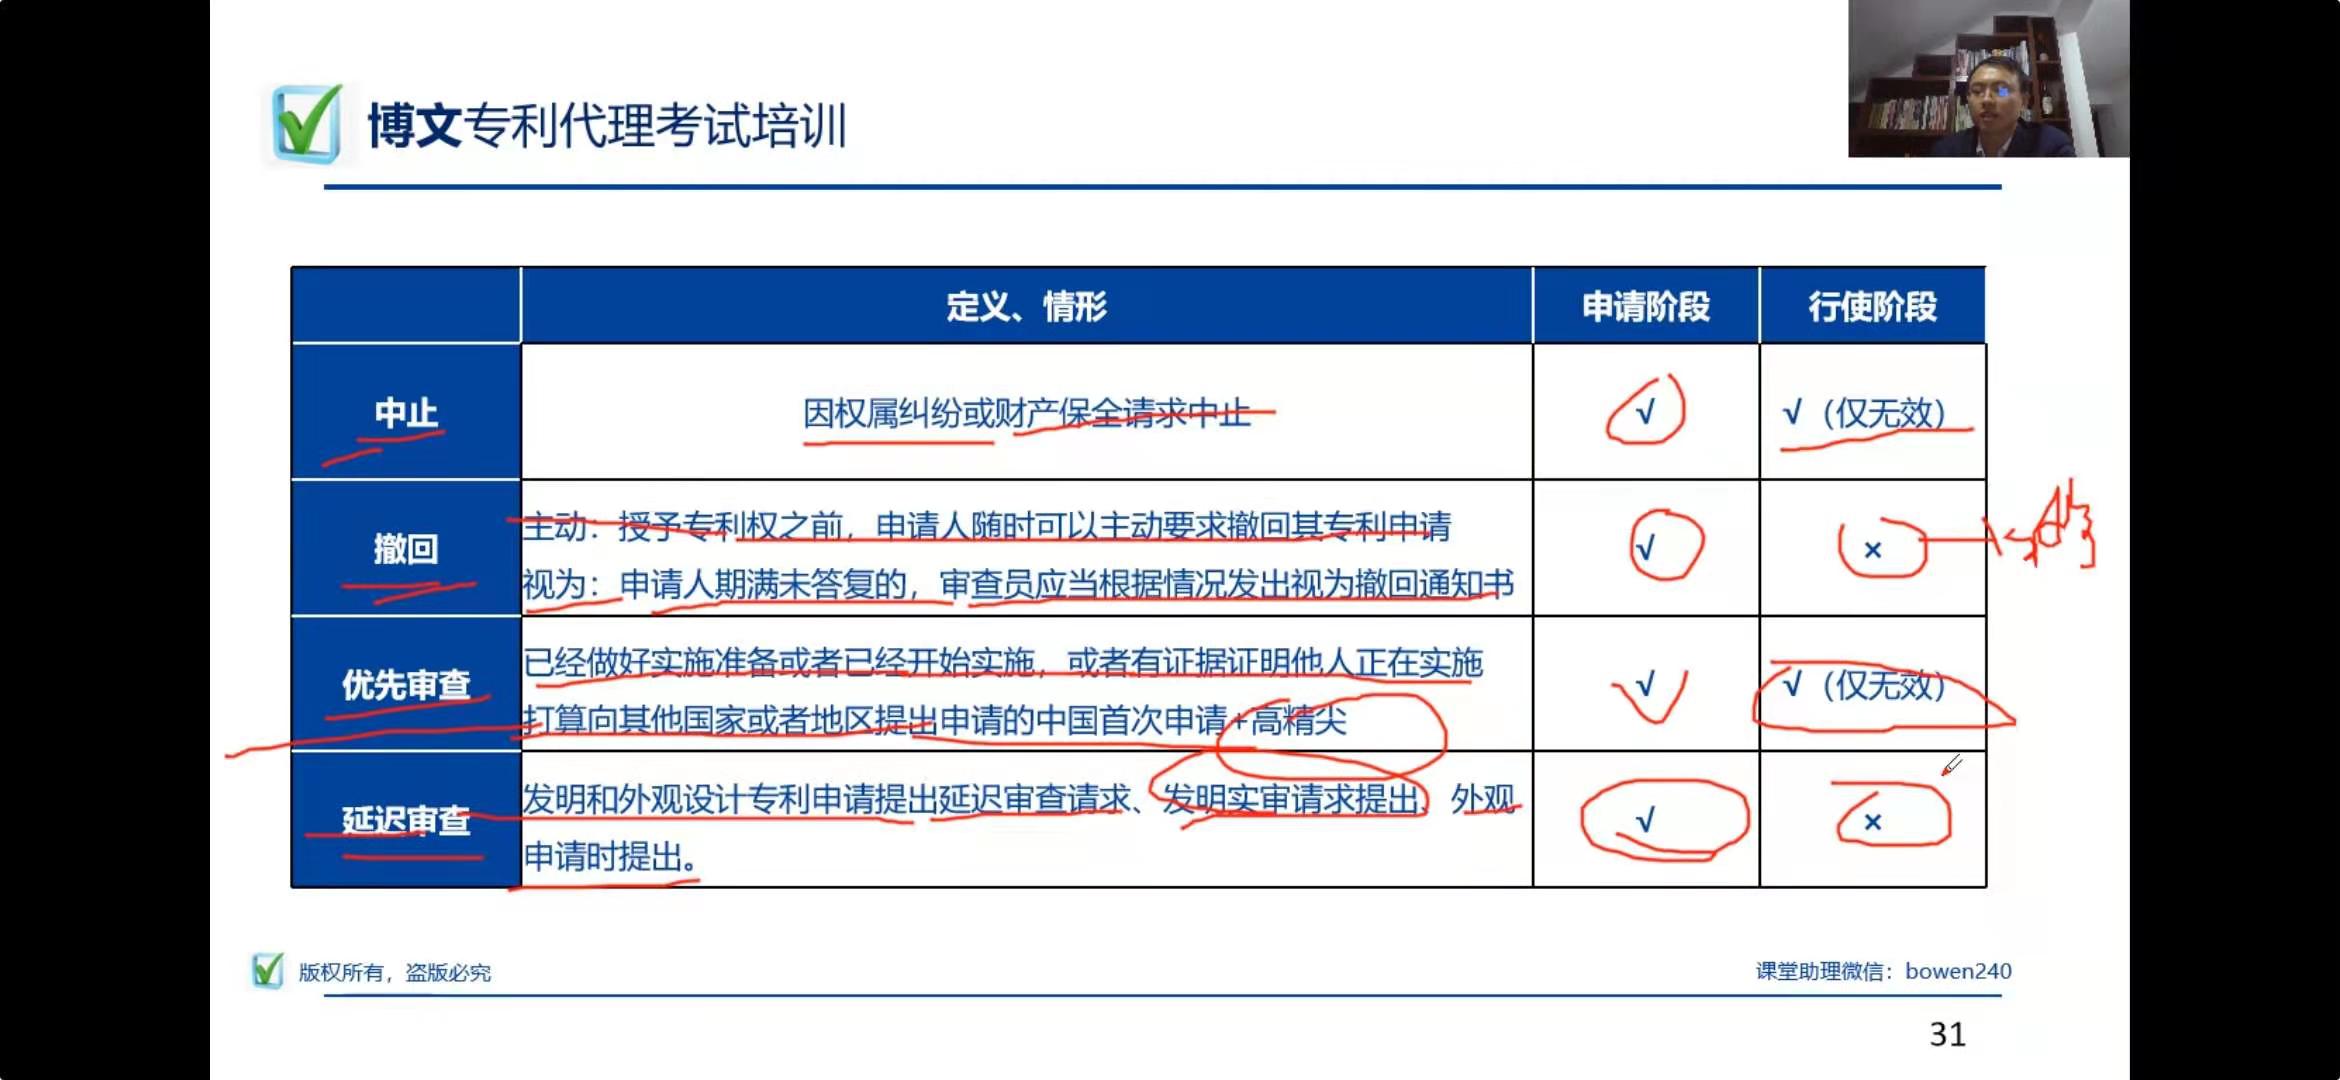 博文专利代理考试培训
定义、情形 申请阶段 行使阶段
中止 因权属纠纷或财产保全请求中止 √ √（仅无效）
主动：授予专利权之前，申请人随时可以主动要求撤回其专利申请
撤回 √ ×
视为：申请人期满未答复的，审查员应当根据情况发出视为撤回通知书
已经做好实施准备或者已经开始实施，或者有证据证明他人正在实施
优先审查 √ √（仅无效）
打算向其他国家或者地区提出申请的中国首次申请+高精尖
发明和外观设计专利申请提出延迟审查请求、发明实审请求提出、外观
延迟审查 √ ×
申请时提出。
版权所有，盗版必究 课堂助理微信：bowen240
31